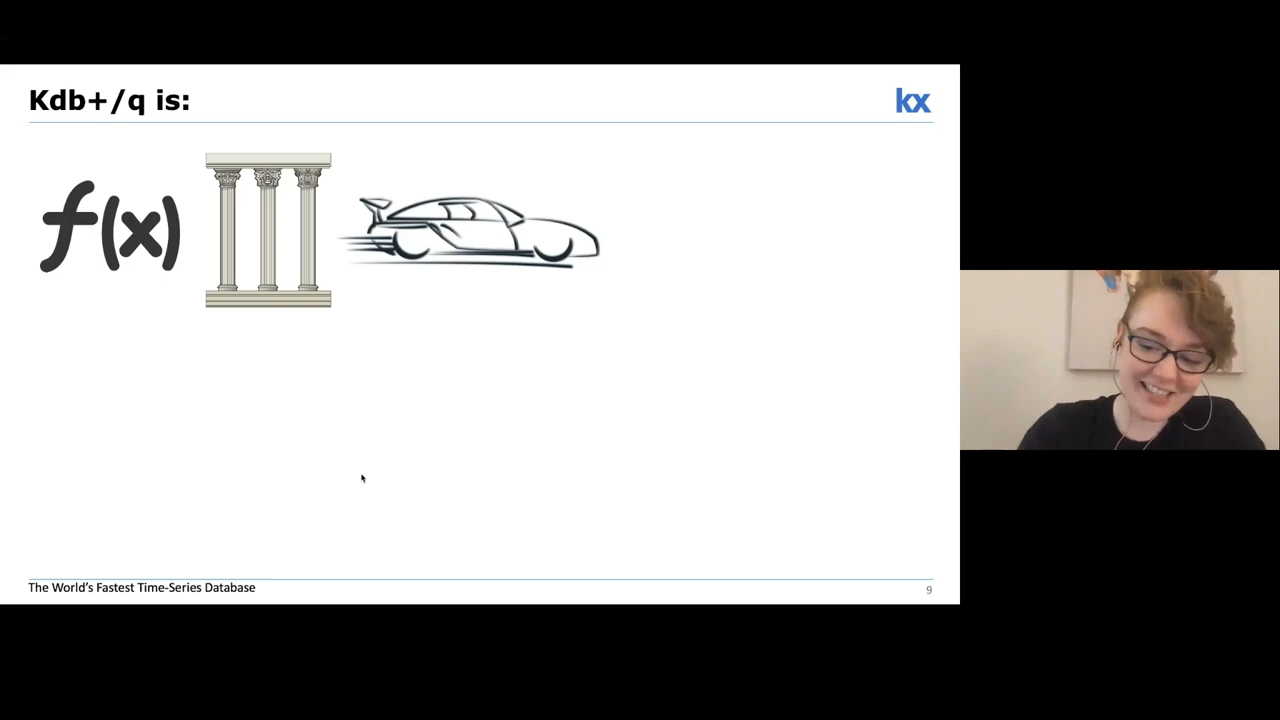 Kdb+/q is:
kx
f(x)
The World's Fastest Time-Series Database
9